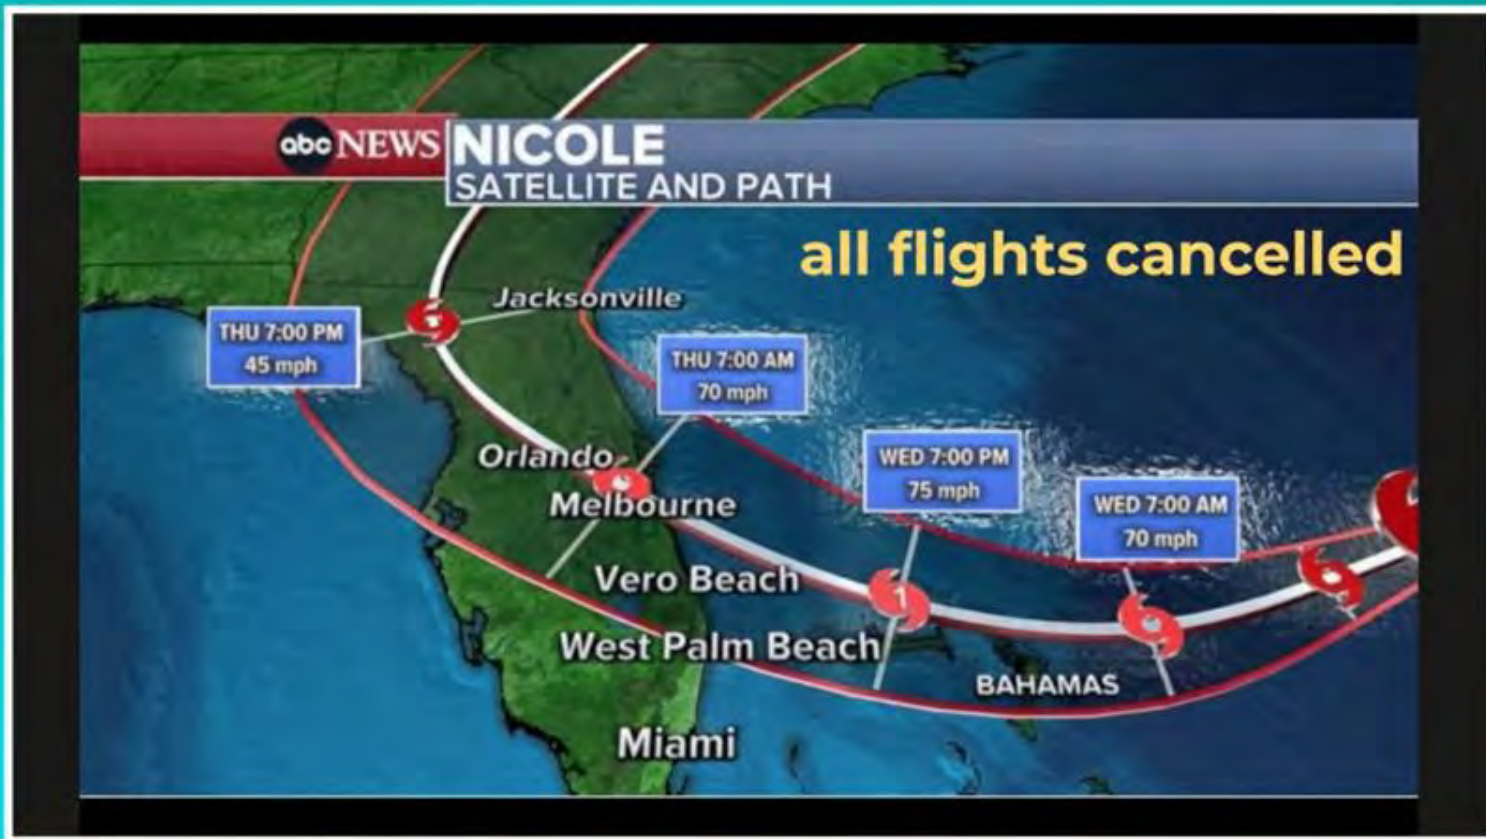 abc NEWS
NICOLE
SATELLITE AND PATH
all flights cancelled
Jacksonville
THU 7:00 PM
45 mph
THU 7:00 AM
70 mph
Orlando
WED 7:00 PM
75 mph
Melbourne
WED 7:00 AM
70 mph
Vero Beach
1
West Palm Beach
BAHAMAS
Miami